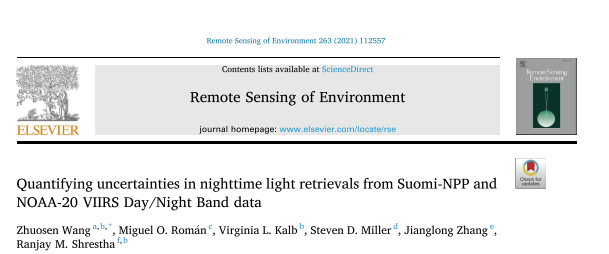 Remote Sensing of Environment 263 (2021) 112557
Contents lists available at ScienceDirect
Remote Sensing of Environment
journal homepage: www.elsevier.com/locate/rse
ELSEVIER
Remote Sensing
Environment
Check for
updates
Quantifying uncertainties in nighttime light retrievals from Suomi-NPP and
NOAA-20 VIIRS Day/Night Band data
Zhuosen Wang a,b,*, Miguel O. Román c, Virginia L. Kalb b, Steven D. Miller d, Jianglong Zhang e,
Ranjay M. Shrestha f,b